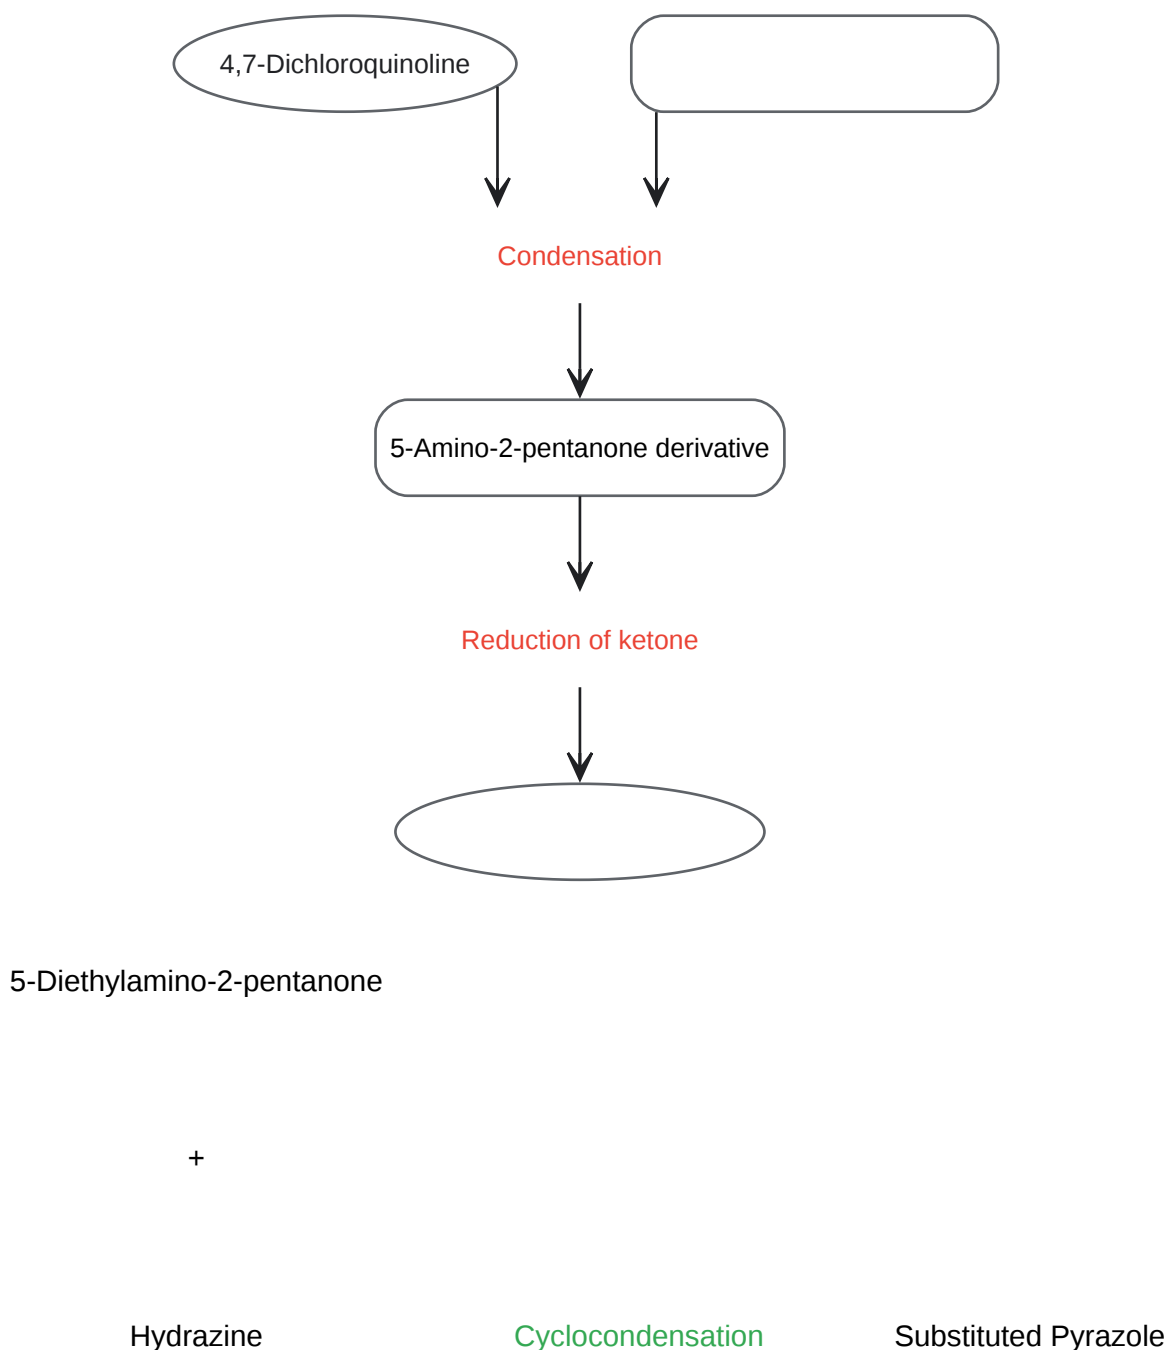 4,7-Dichloroquinoline
Condensation
5-Amino-2-pentanone derivative
Reduction of ketone
5-Diethylamino-2-pentanone
+
Hydrazine
Cyclocondensation
Substituted Pyrazole